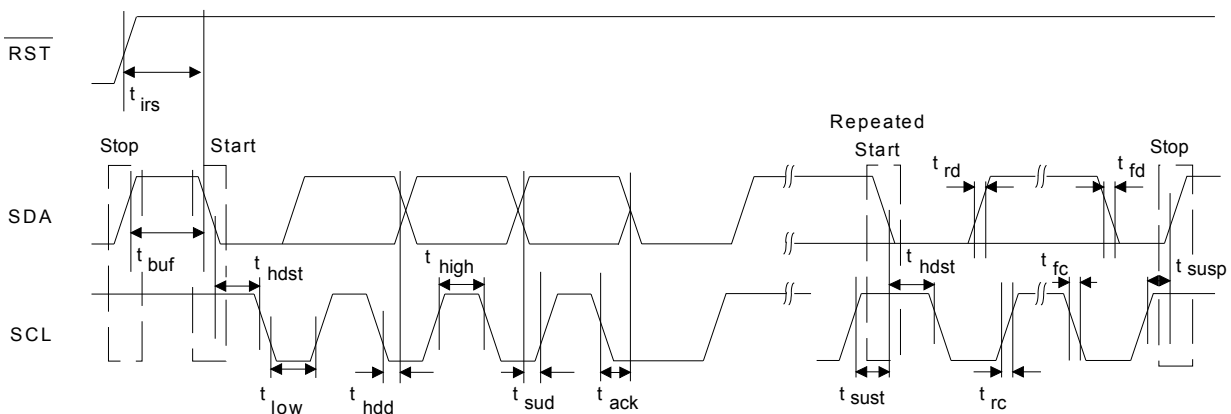 RST
t irs
Stop
Start
Repeated
Start
Stop
t rd
t fd
SDA
t buf
t hdst
t high
t hdst
t fc
t susp
SCL
t low
t hdd
t sud
t ack
t sust
t rc